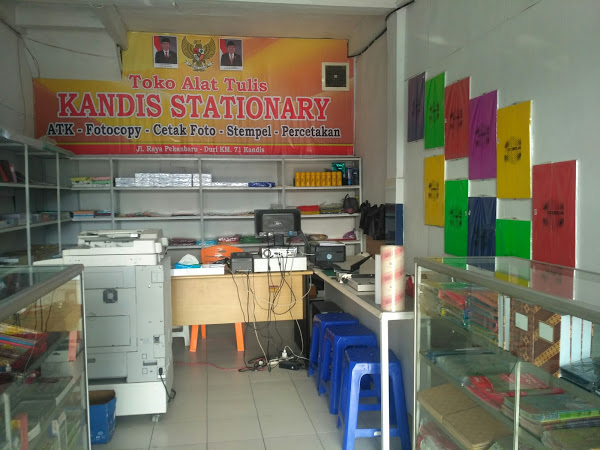 Toko Alat Tulis
KANDIS STATIONARY
ATK - Fotocopy - Cetak Foto - Stempel - Percetakan
Jl. Raya Pekanbaru - Duri KM. 71 Kandis